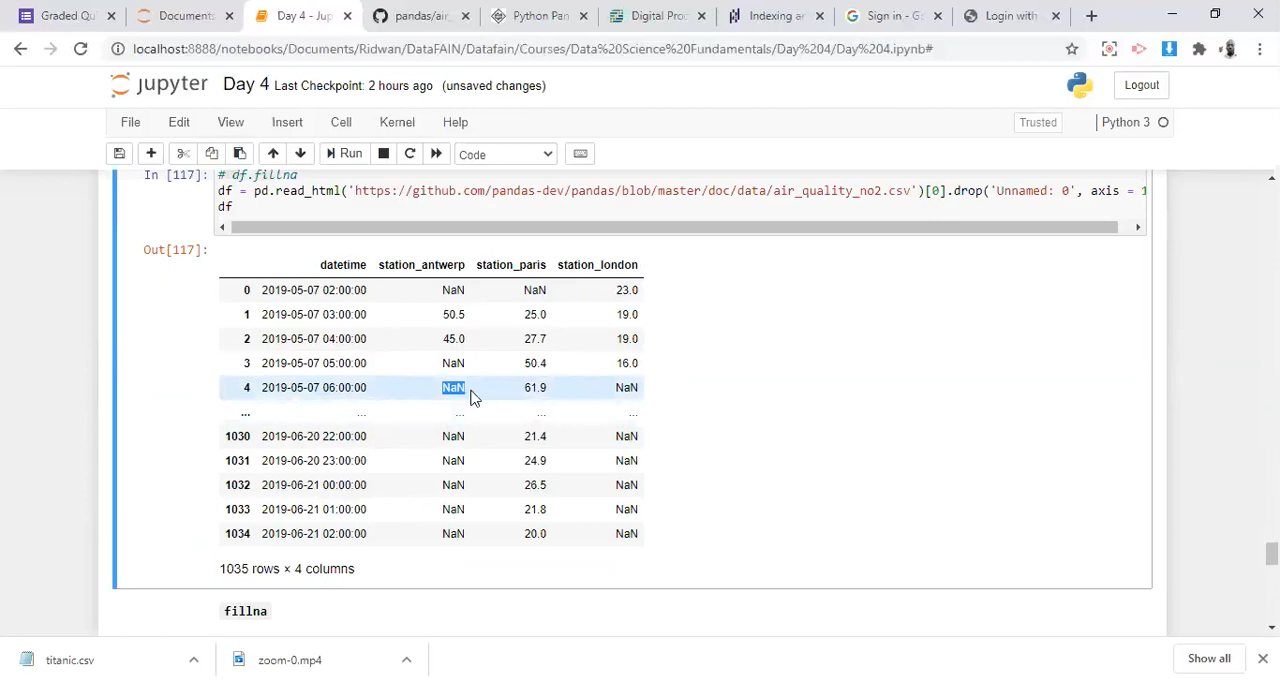 Graded Qu
Documents
Day 4 - Jup
pandas/air_
Python Pan
Digital Proc
Indexing ar
Sign in - Go
Login with
localhost:8888/notebooks/Documents/Ridwan/DataFAIN/Datafain/Courses/Data%20Science%20Fundamentals/Day%204/Day%204.ipynb#
jupyter Day 4 Last Checkpoint: 2 hours ago (unsaved changes)
Logout
File Edit View Insert Cell Kernel Help
Trusted
Python 3
Run
Code
In [117]: # df.fillna
df = pd.read_html('https://github.com/pandas-dev/pandas/blob/master/doc/data/air_quality_no2.csv')[0].drop('Unnamed: 0', axis = 1
df
Out[117]:
datetime station_antwerp station_paris station_london
0 2019-05-07 02:00:00 NaN NaN 23.0
1 2019-05-07 03:00:00 50.5 25.0 19.0
2 2019-05-07 04:00:00 45.0 27.7 19.0
3 2019-05-07 05:00:00 NaN 50.4 16.0
4 2019-05-07 06:00:00 NaN 61.9 NaN
... ... ... ... ...
1030 2019-06-20 22:00:00 NaN 21.4 NaN
1031 2019-06-20 23:00:00 NaN 24.9 NaN
1032 2019-06-21 00:00:00 NaN 26.5 NaN
1033 2019-06-21 01:00:00 NaN 21.8 NaN
1034 2019-06-21 02:00:00 NaN 20.0 NaN
1035 rows × 4 columns
fillna
titanic.csv
zoom-0.mp4
Show all